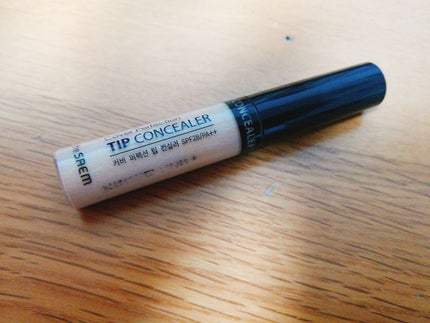 Cover Perfection
TIP CONCEALER
커버 퍼펙션 팁 컨실러 SPF28/PA++
the SAEM
CONCEALER